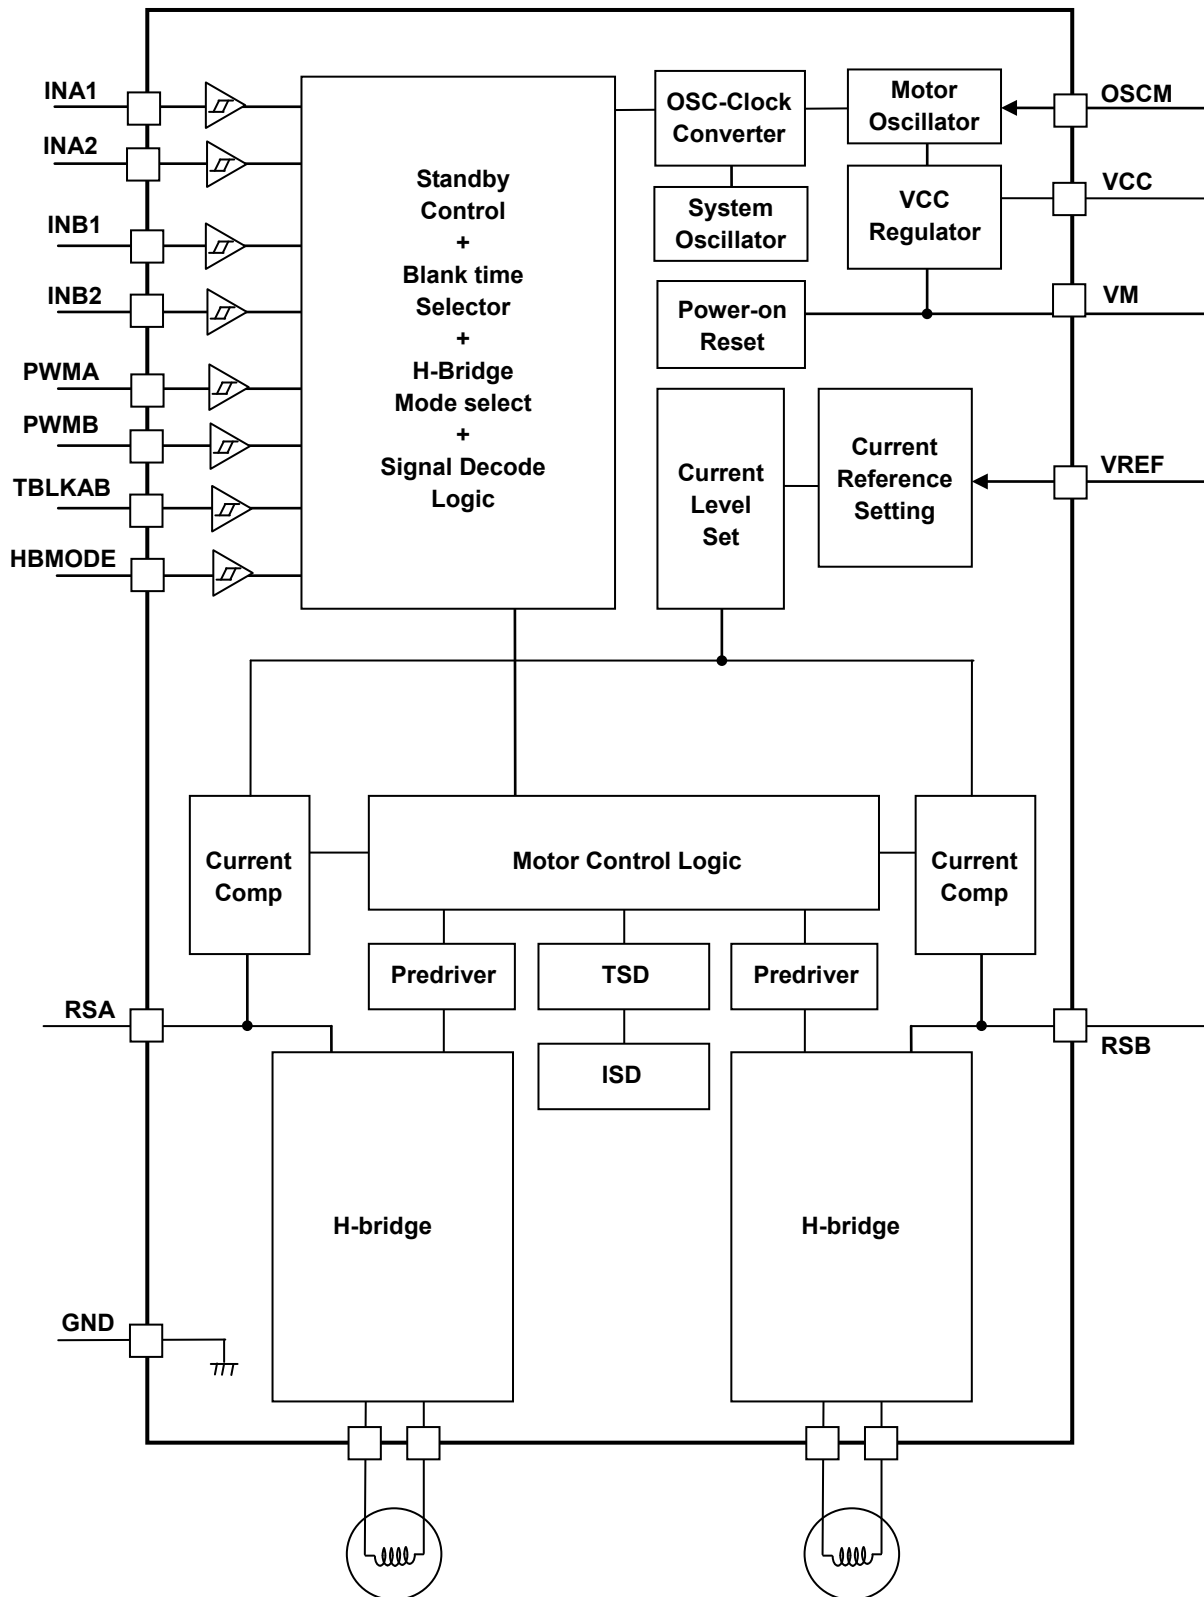 INA1
INA2
INB1
INB2
PWMA
PWMB
TBLKAB
HBMODE
Standby
Control
+
Blank time
Selector
+
H-Bridge
Mode select
+
Signal Decode
Logic
OSC-Clock
Converter
Motor
Oscillator
OSCM
System
Oscillator
VCC
Regulator
VCC
Power-on
Reset
VM
Current
Level
Set
Current
Reference
Setting
VREF
Current
Comp
Motor Control Logic
Current
Comp
Predriver
TSD
Predriver
RSA
ISD
RSB
H-bridge
H-bridge
GND